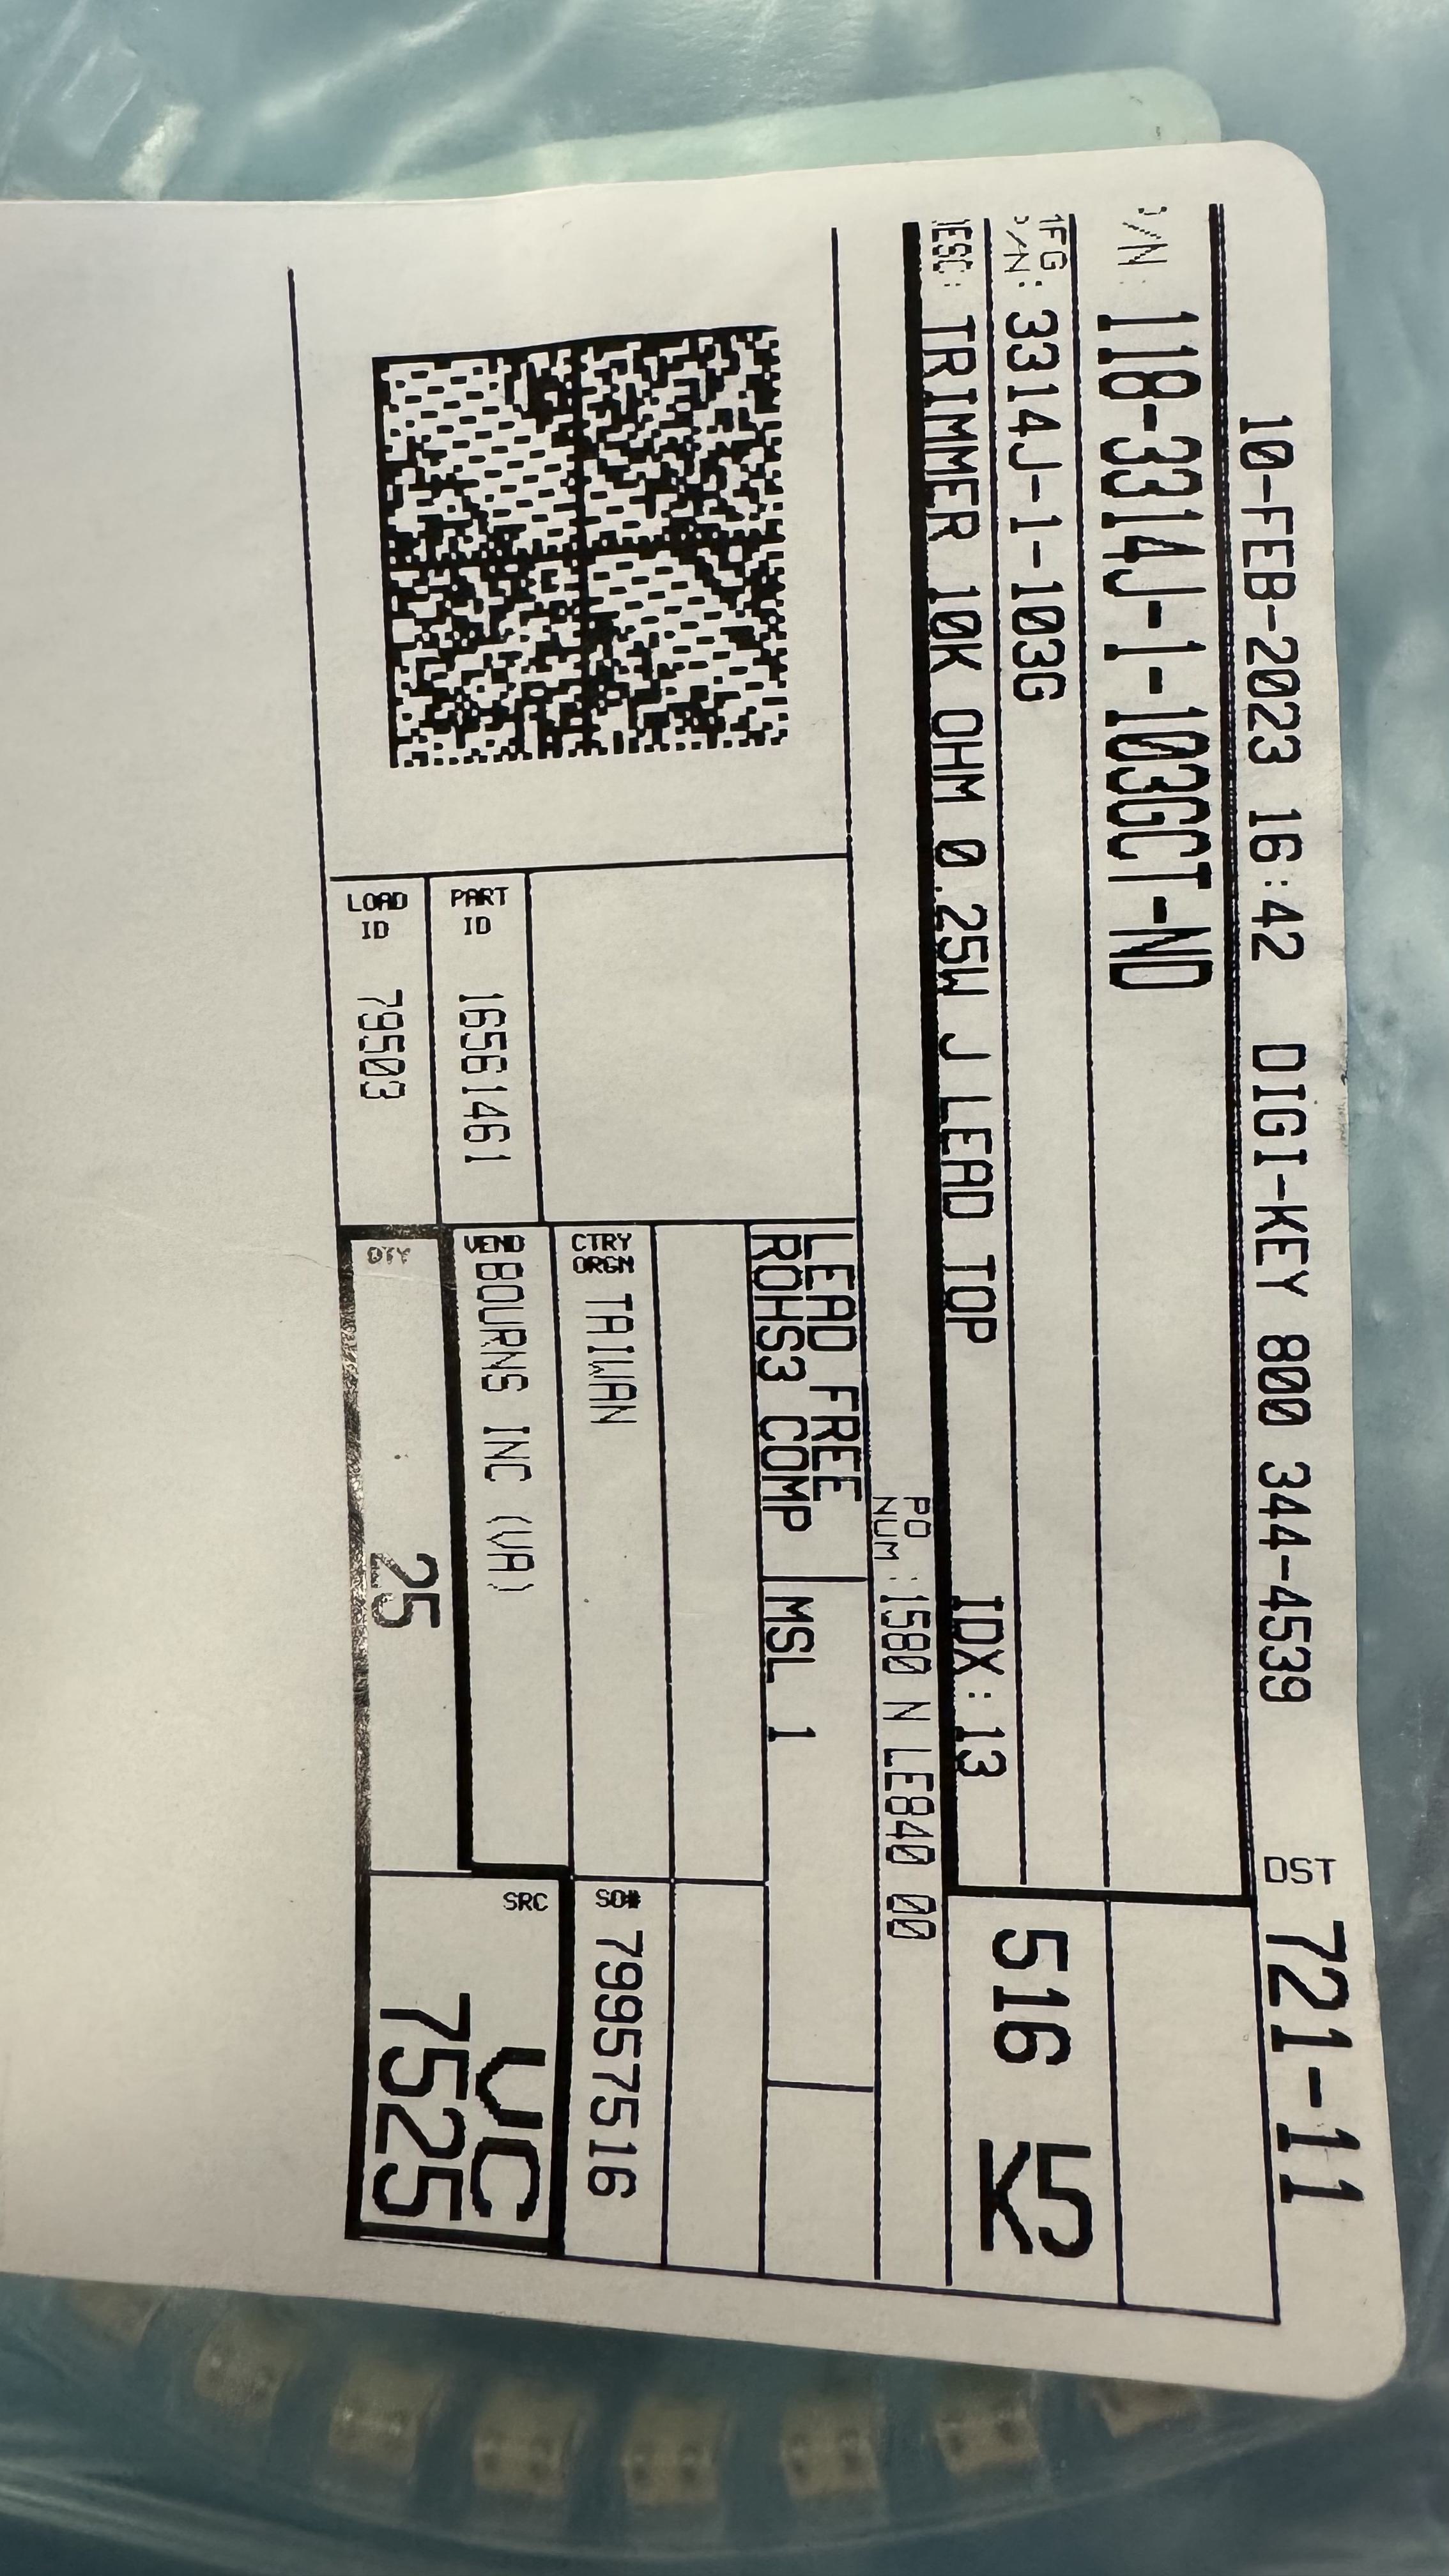 10-FEB-2023 16:42 DIGI-KEY 800 344-4539 DST 721-11
P/N: 118-3314J-1-103GCT-ND
MFG P/N: 3314J-1-103G
516 K5
DESC: TRIMMER 10K OHM 0.25W J LEAD TOP IDX:13
PO NUM: 1580 N LE840 00
LEAD FREE
ROHS3 COMP
MSL 1
CTRY ORGN TAIWAN
SO# 79957516
PART ID 16561461
VEND BOURNS INC (VA)
LOAD ID 79503
QTY 25
SRC VC
7525